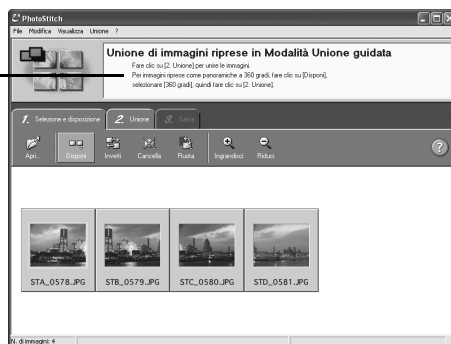 PhotoStitch
File Modifica Visualizza Unione ?
Unione di immagini riprese in Modalità Unione guidata
Fare clic su [2. Unione] per unire le immagini.
Per immagini riprese come panoramiche a 360 gradi, fare clic su [Disponi],
selezionare [360 gradi], quindi fare clic su [2. Unione].
1. Selezione e disposizione 2. Unione 3. Salva
Apri... Disponi Inverti Cancella Ruota Ingrandisci Riduci
STA_0578.JPG STB_0579.JPG STC_0580.JPG STD_0581.JPG
N. di immagini: 4